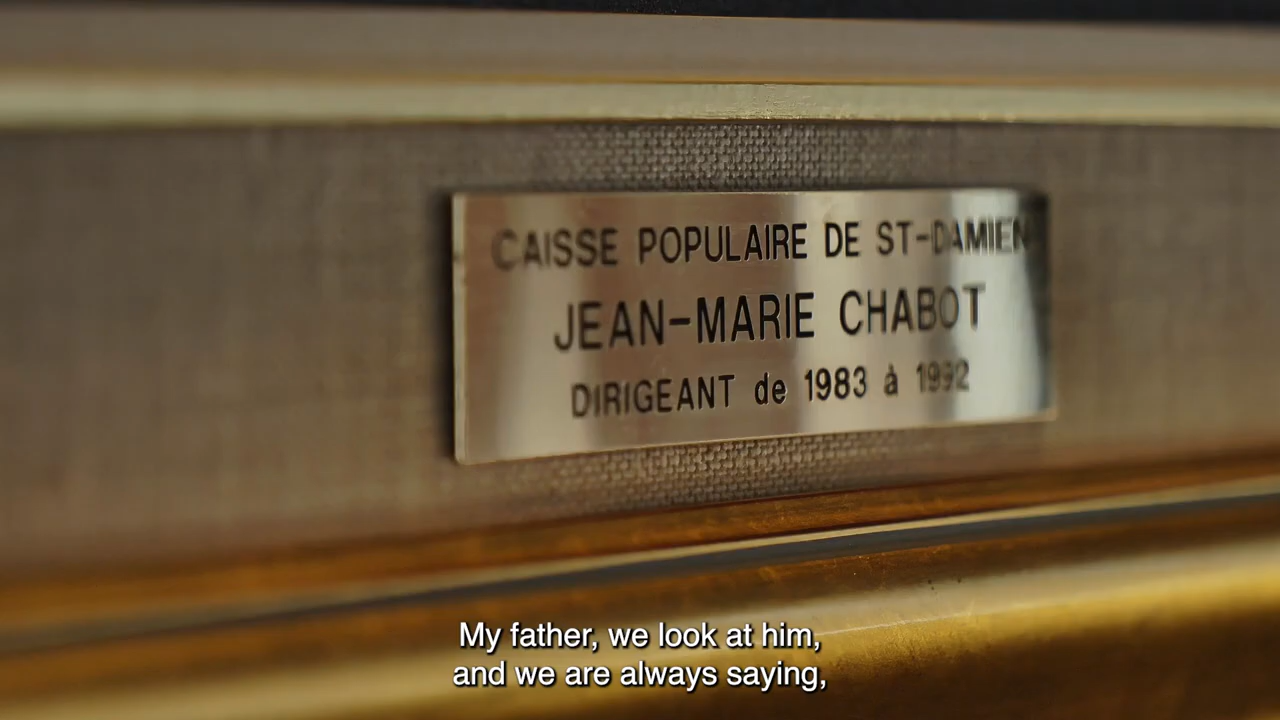 CAISSE POPULAIRE DE ST-DAMIEN
JEAN-MARIE CHABOT
DIRIGEANT de 1983 à 1992
My father, we look at him,
and we are always saying,